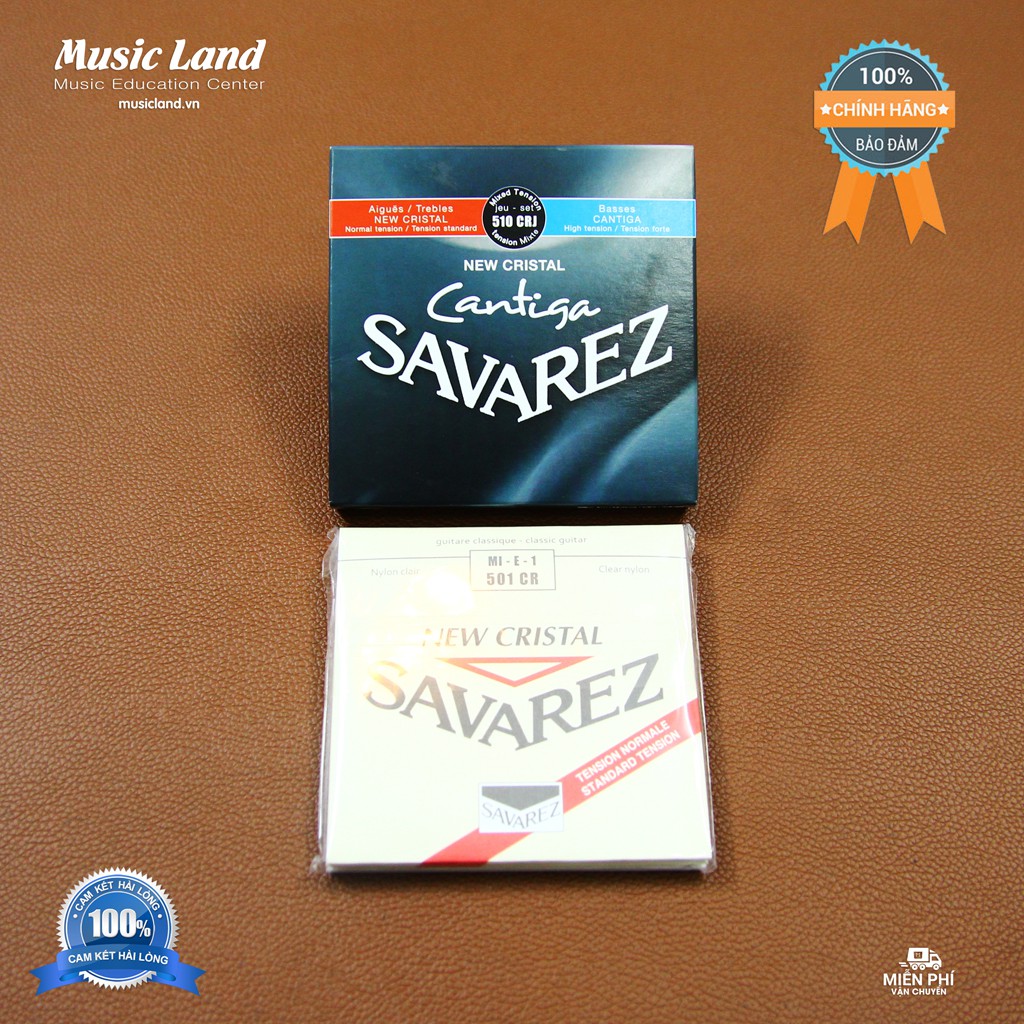 Music Land
Music Education Center
musicland.vn
100%
CHÍNH HÃNG
BẢO ĐẢM
Aiguës / Trebles
NEW CRISTAL
Normal tension / Tension standard
Mixed Tension
jeu - set
510 CRJ
tension Mixte
Basses
CANTIGA
High tension / Tension forte
NEW CRISTAL
Cantiga
SAVAREZ
guitare classique - classic guitar
MI - E - 1
501 CR
Nylon clair
Clear nylon
NEW CRISTAL
SAVAREZ
TENSION NORMALE
STANDARD TENSION
SAVAREZ
CAM KẾT HÀI LÒNG
100%
CAM KẾT HÀI LÒNG
MIỄN PHÍ
VẬN CHUYỂN